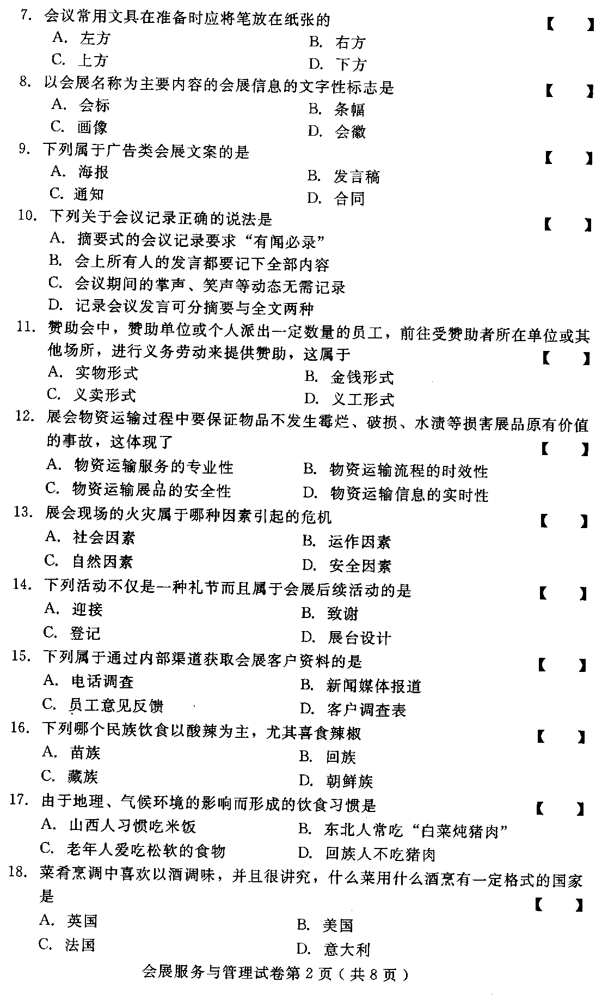 7. 会议常用文具在准备时应将笔放在纸张的 【 】
A. 左方 B. 右方
C. 上方 D. 下方
8. 以会展名称为主要内容的会展信息的文字性标志是 【 】
A. 会标 B. 条幅
C. 画像 D. 会徽
9. 下列属于广告类会展文案的是 【 】
A. 海报 B. 发言稿
C. 通知 D. 合同
10. 下列关于会议记录正确的说法是 【 】
A. 摘要式的会议记录要求“有闻必录”
B. 会上所有人的发言都要记下全部内容
C. 会议期间的掌声、笑声等动态无需记录
D. 记录会议发言可分摘要与全文两种
11. 赞助会中，赞助单位或个人派出一定数量的员工，前往受赞助者所在单位或其
他场所，进行义务劳动来提供赞助，这属于 【 】
A. 实物形式 B. 金钱形式
C. 义卖形式 D. 义工形式
12. 展会物资运输过程中要保证物品不发生霉烂、破损、水渍等损害展品原有价值
的事故，这体现了 【 】
A. 物资运输服务的专业性 B. 物资运输流程的时效性
C. 物资运输展品的安全性 D. 物资运输信息的实时性
13. 展会现场的火灾属于哪种因素引起的危机 【 】
A. 社会因素 B. 运作因素
C. 自然因素 D. 安全因素
14. 下列活动不仅是一种礼节而且属于会展后续活动的是 【 】
A. 迎接 B. 致谢
C. 登记 D. 展台设计
15. 下列属于通过内部渠道获取会展客户资料的是 【 】
A. 电话调查 B. 新闻媒体报道
C. 员工意见反馈 D. 客户调查表
16. 下列哪个民族饮食以酸辣为主，尤其喜食辣椒 【 】
A. 苗族 B. 回族
C. 藏族 D. 朝鲜族
17. 由于地理、气候环境的影响而形成的饮食习惯是 【 】
A. 山西人习惯吃米饭 B. 东北人常吃“白菜炖猪肉”
C. 老年人爱吃松软的食物 D. 回族人不吃猪肉
18. 菜肴烹调中喜欢以酒调味，并且很讲究，什么菜用什么酒烹有一定格式的国家
是 【 】
A. 英国 B. 美国
C. 法国 D. 意大利
会展服务与管理试卷第 2 页（共 8 页）